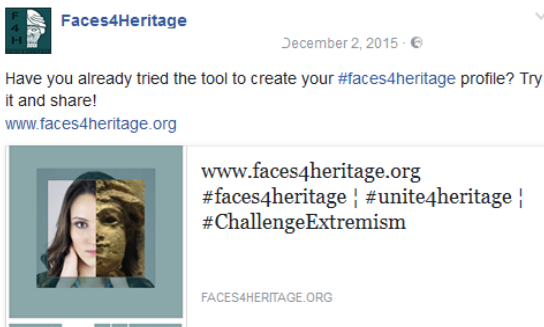 F
4
H
Faces4Heritage
December 2, 2015 ·
Have you already tried the tool to create your #faces4heritage profile? Try
it and share!
www.faces4heritage.org
www.faces4heritage.org
#faces4heritage ¦ #unite4heritage ¦
#ChallengeExtremism
FACES4HERITAGE.ORG